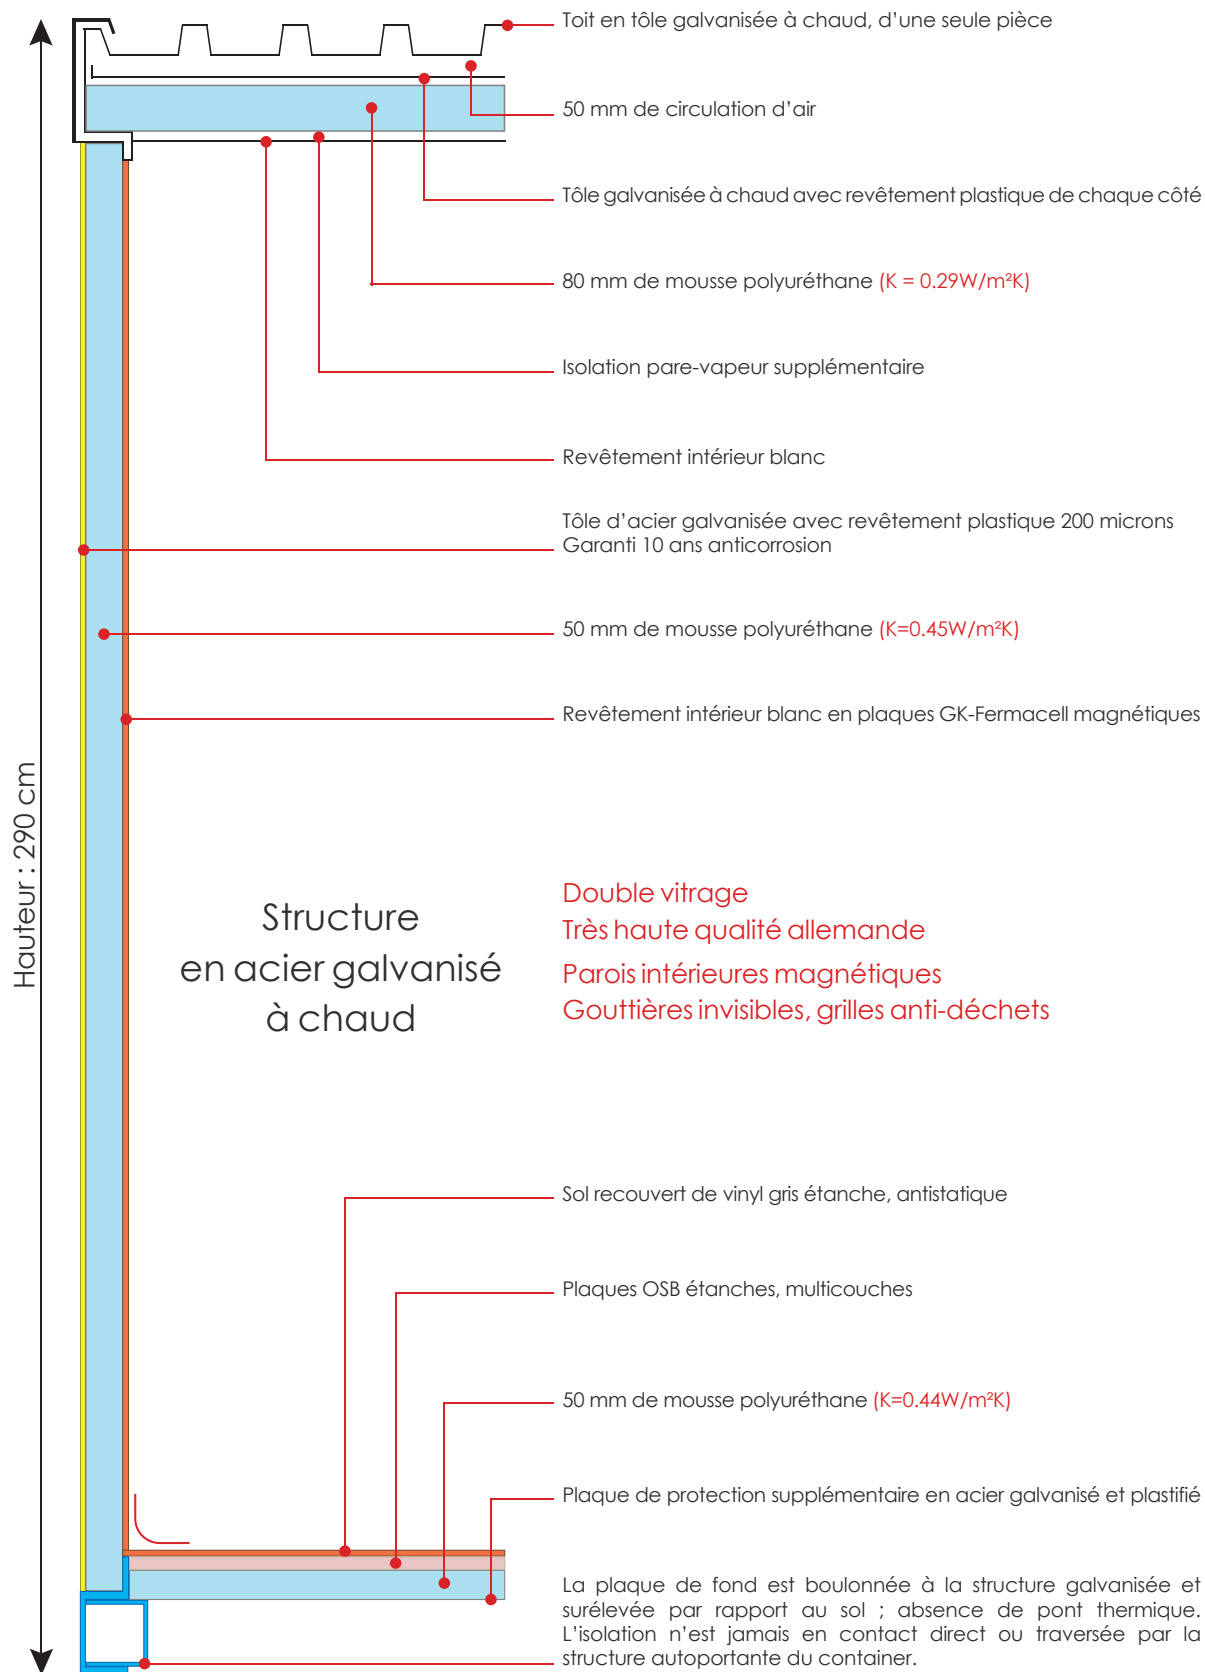 Toit en tôle galvanisée à chaud, d’une seule pièce
50 mm de circulation d’air
Tôle galvanisée à chaud avec revêtement plastique de chaque côté
80 mm de mousse polyuréthane (K = 0.29W/m²K)
Isolation pare-vapeur supplémentaire
Revêtement intérieur blanc
Tôle d’acier galvanisée avec revêtement plastique 200 microns
Garanti 10 ans anticorrosion
50 mm de mousse polyuréthane (K=0.45W/m²K)
Revêtement intérieur blanc en plaques GK-Fermacell magnétiques
Hauteur : 290 cm
Structure
en acier galvanisé
à chaud
Double vitrage
Très haute qualité allemande
Parois intérieures magnétiques
Gouttières invisibles, grilles anti-déchets
Sol recouvert de vinyl gris étanche, antistatique
Plaques OSB étanches, multicouches
50 mm de mousse polyuréthane (K=0.44W/m²K)
Plaque de protection supplémentaire en acier galvanisé et plastifié
La plaque de fond est boulonnée à la structure galvanisée et
surélevée par rapport au sol ; absence de pont thermique.
L’isolation n’est jamais en contact direct ou traversée par la
structure autoportante du container.